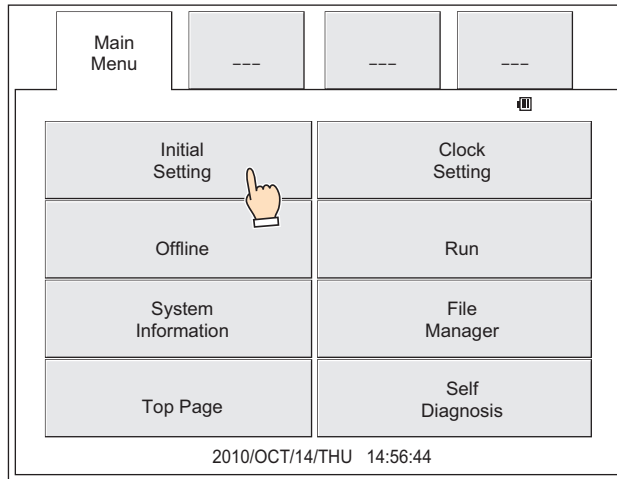 Main
Menu
---
---
---
Initial
Setting
Clock
Setting
Offline
Run
System
Information
File
Manager
Top Page
Self
Diagnosis
2010/OCT/14/THU 14:56:44